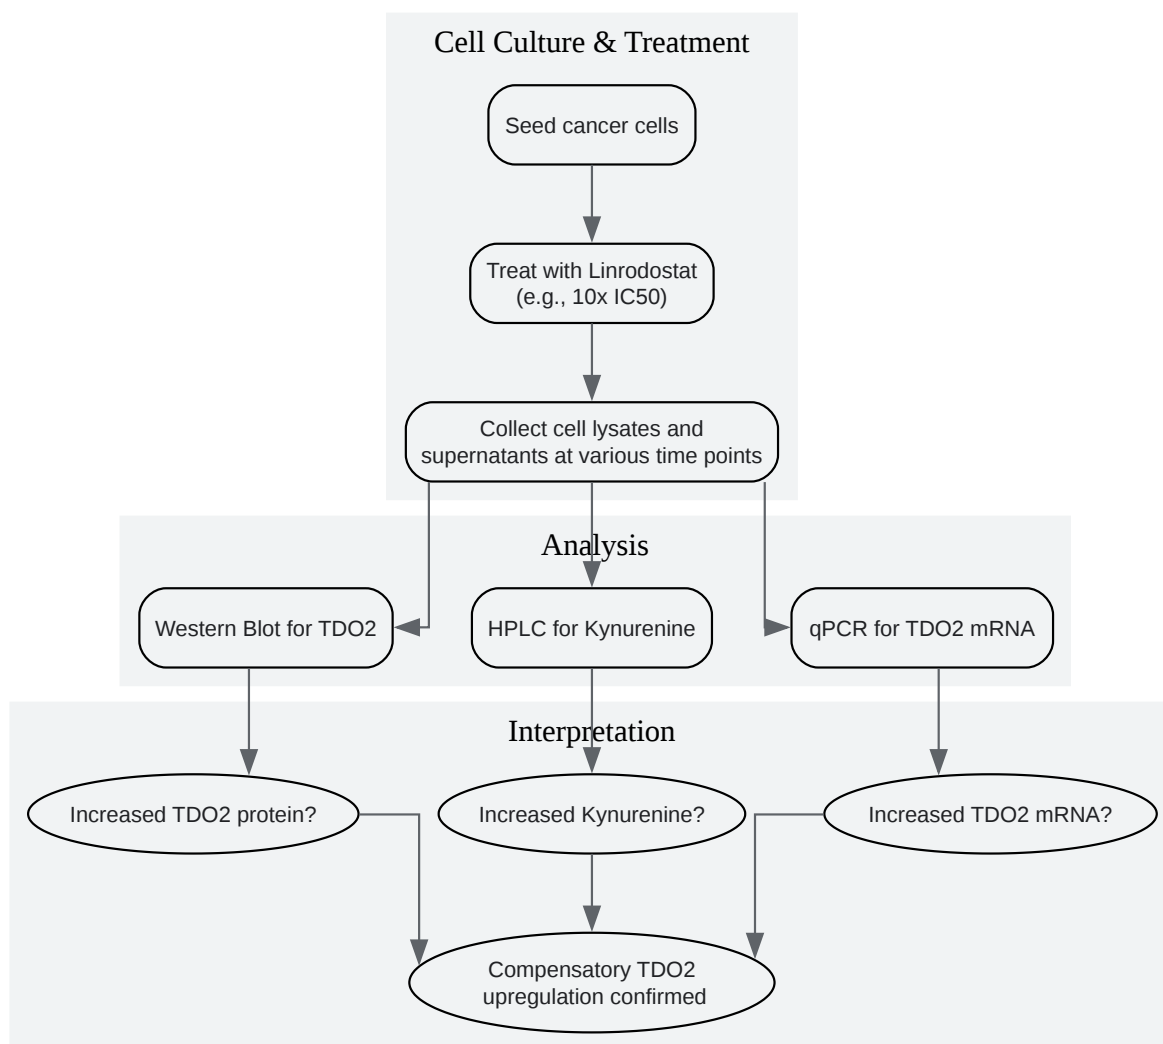 Cell Culture & Treatment
Seed cancer cells
Treat with Linrodostat
(e.g., 10x IC50)
Collect cell lysates and
supernatants at various time points
Analysis
Western Blot for TDO2
HPLC for Kynurenine
qPCR for TDO2 mRNA
Interpretation
Increased TDO2 protein?
Increased Kynurenine?
Increased TDO2 mRNA?
Compensatory TDO2
upregulation confirmed